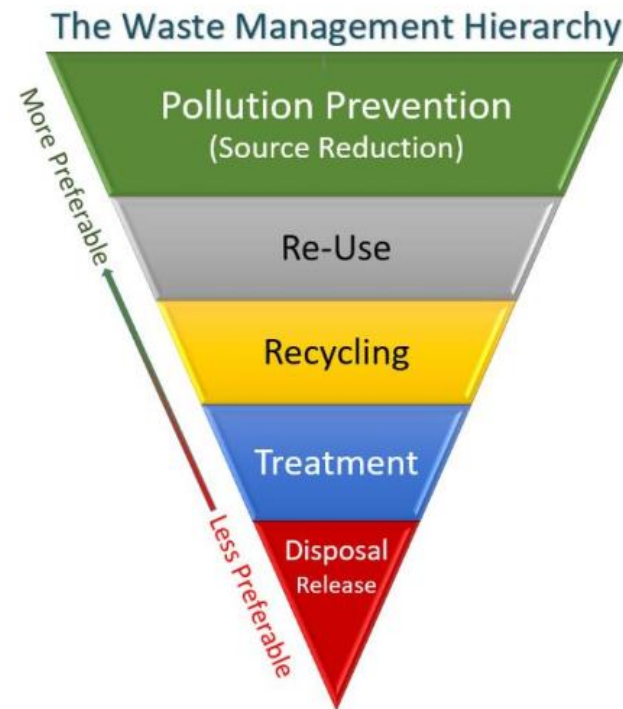 The Waste Management Hierarchy
More Preferable
Pollution Prevention
(Source Reduction)
Re-Use
Recycling
Treatment
Less Preferable
Disposal
Release